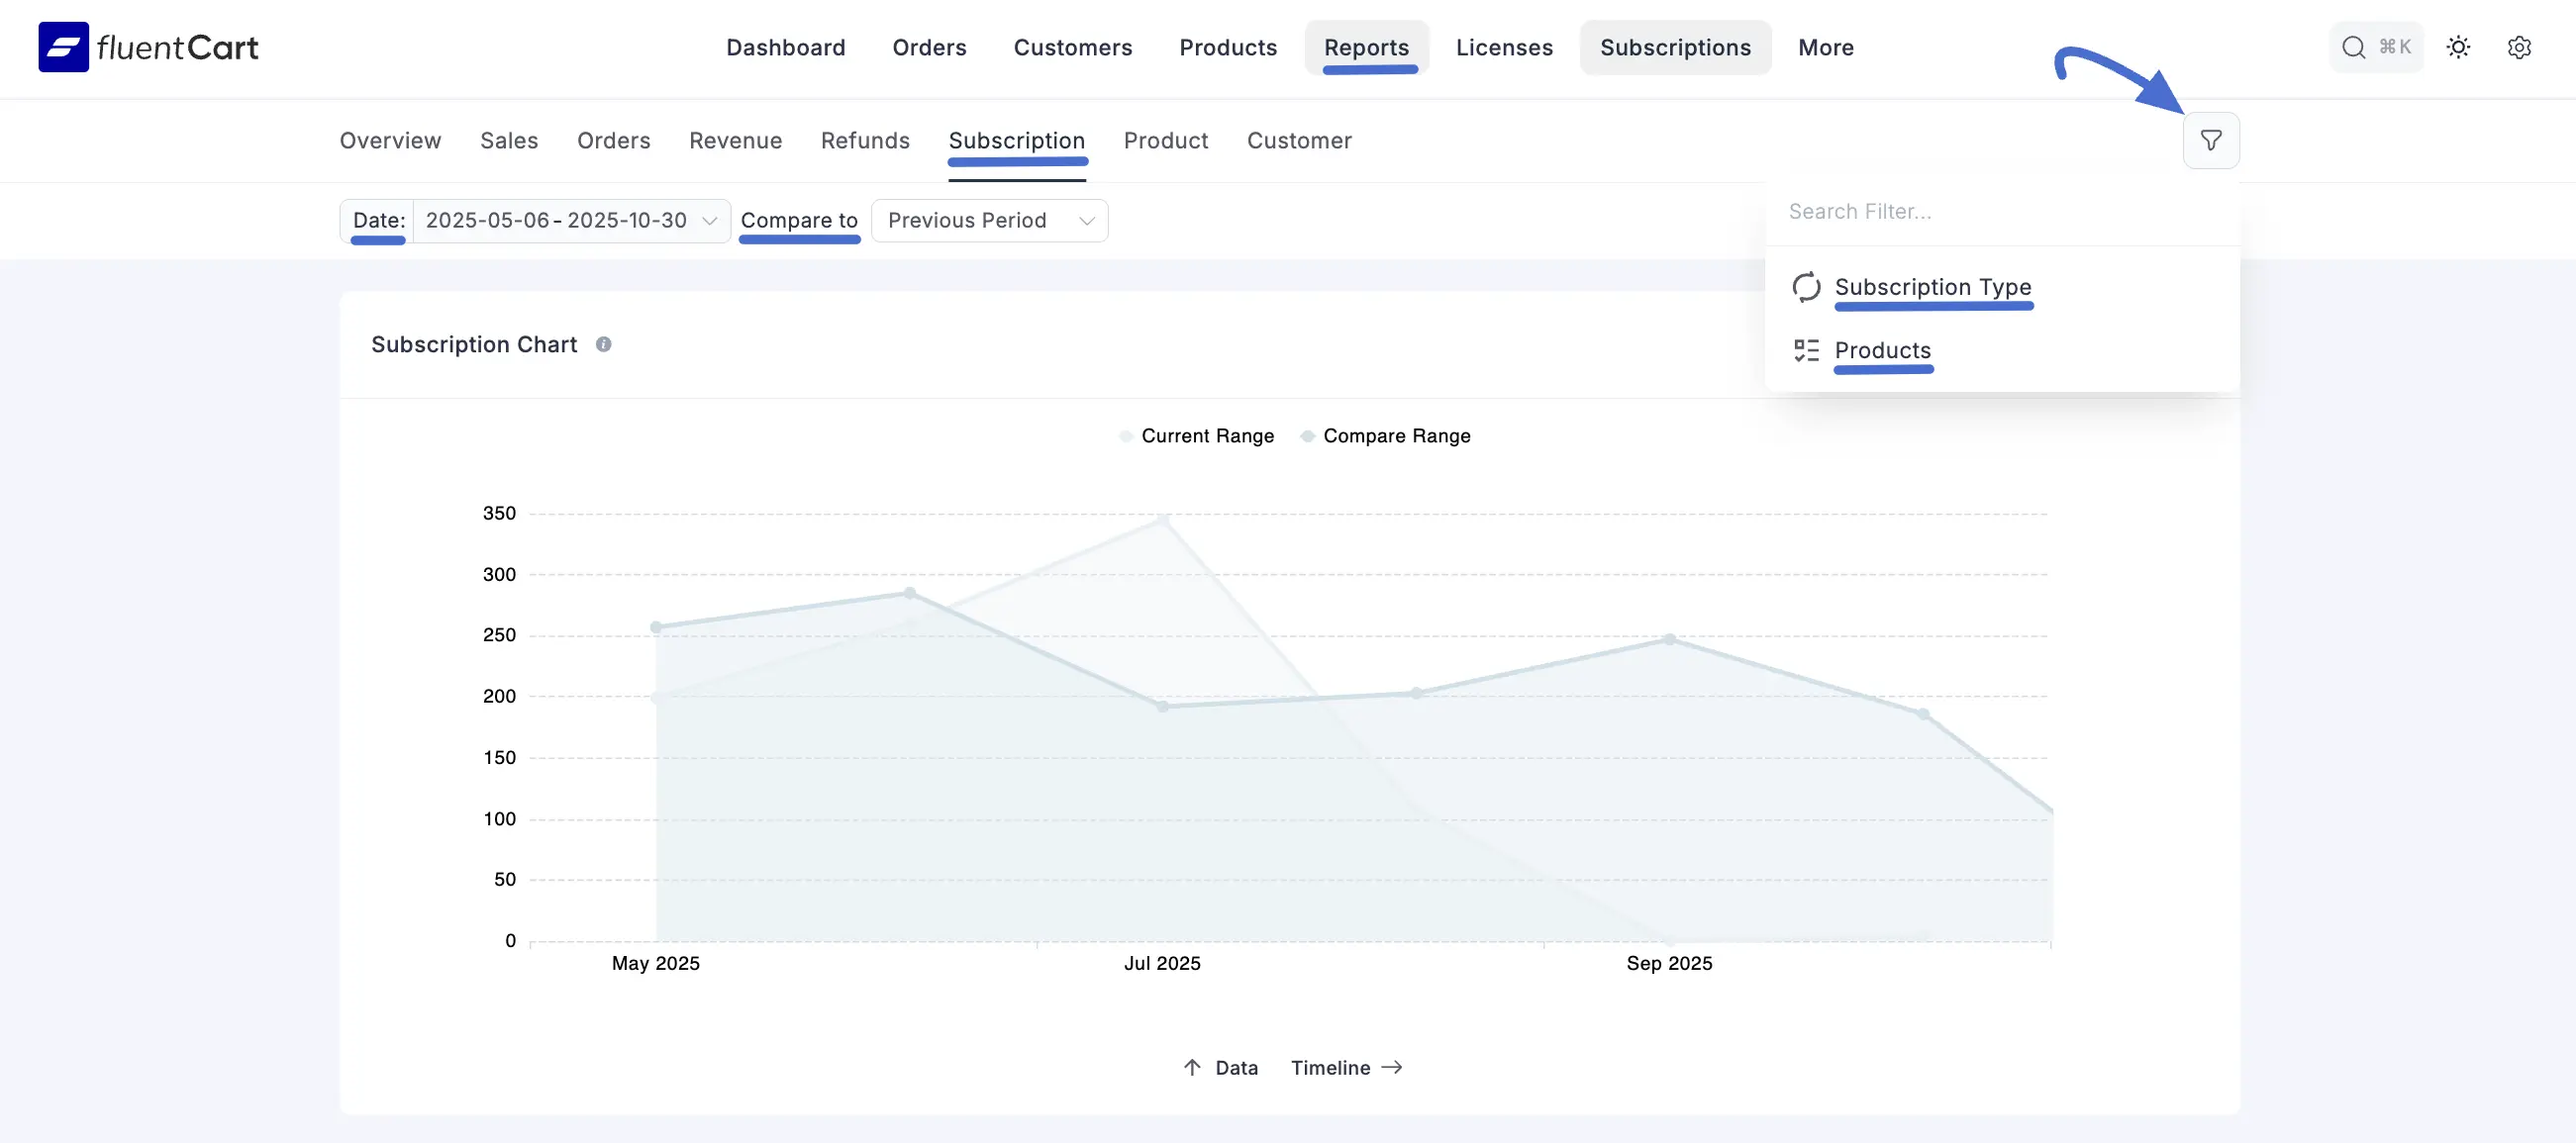 fluentCart
Dashboard Orders Customers Products Reports Licenses Subscriptions More
⌘ K
Overview Sales Orders Revenue Refunds Subscription Product Customer
Date: 2025-05-06 - 2025-10-30 Compare to Previous Period
Search Filter...
Subscription Type
Products
Subscription Chart
Current Range Compare Range
350
300
250
200
150
100
50
0
May 2025 Jul 2025 Sep 2025
↑ Data Timeline →